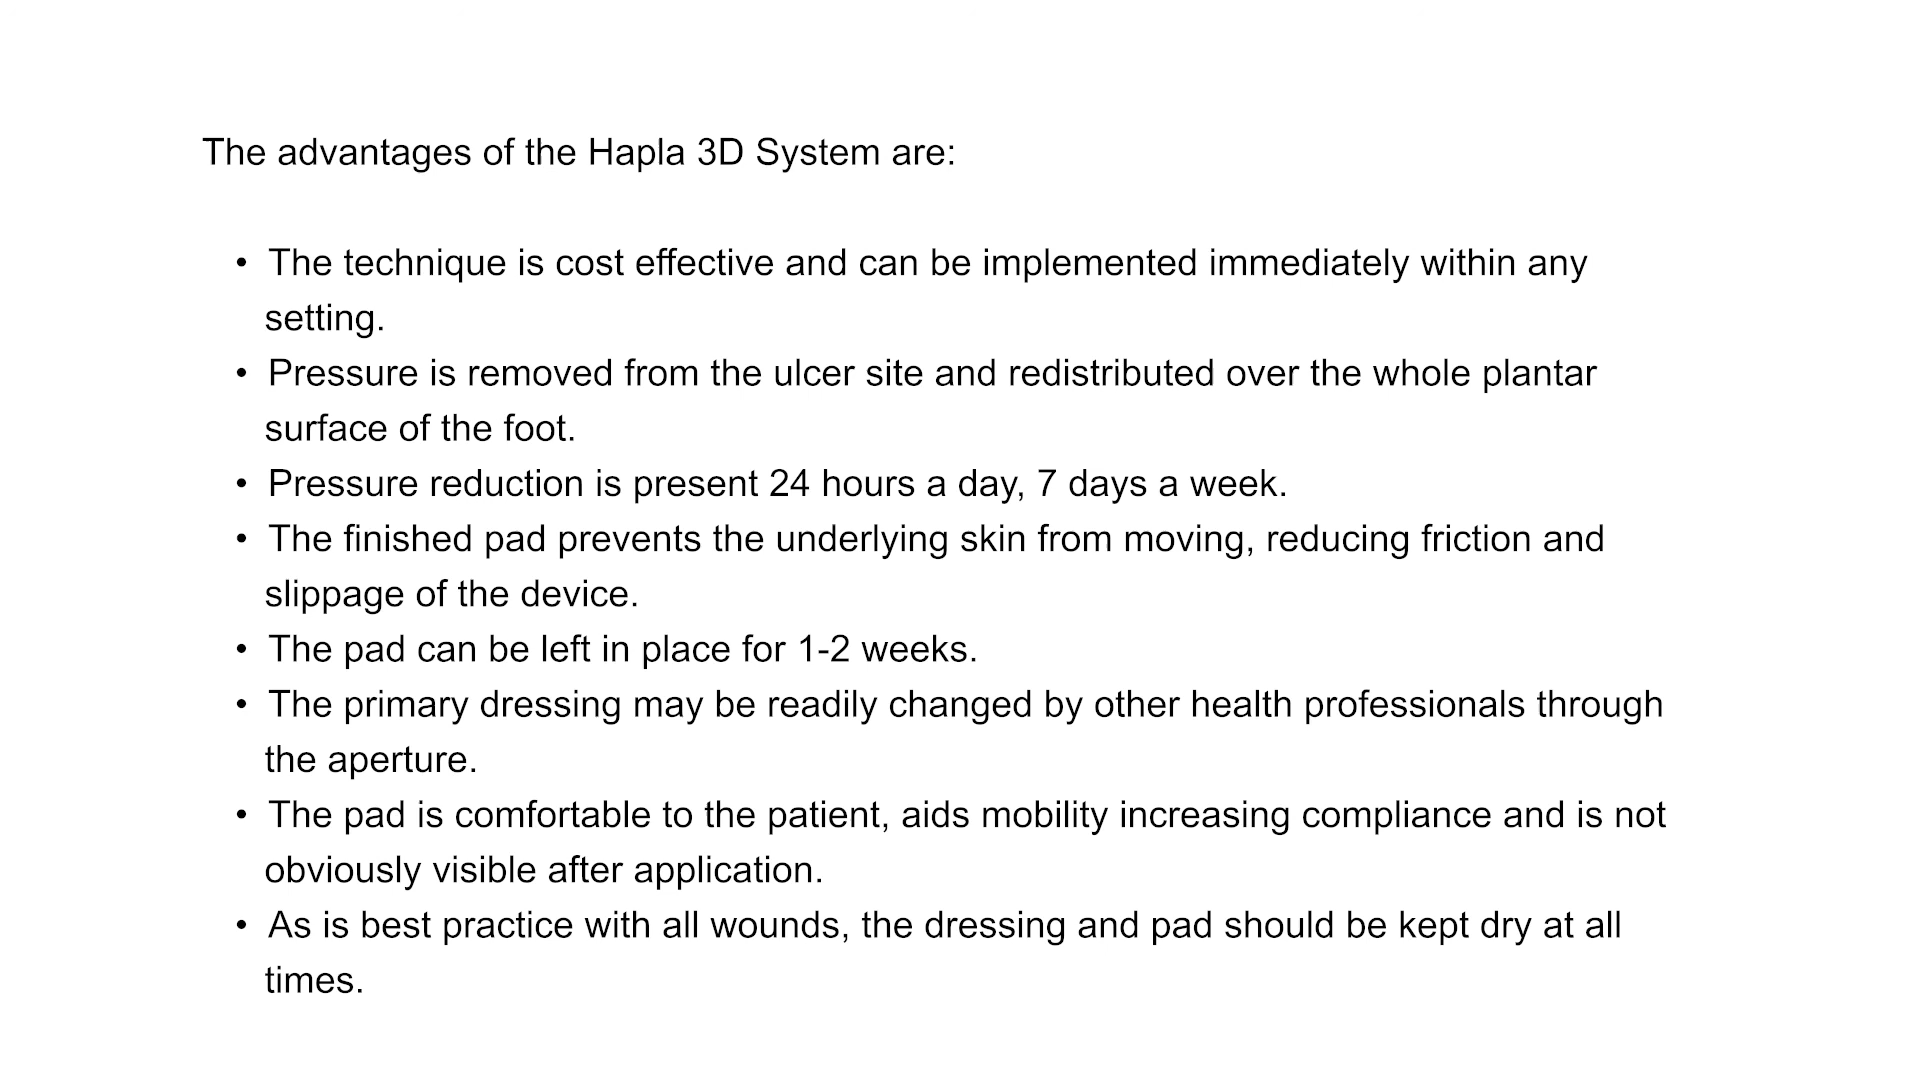 The advantages of the Hapla 3D System are:
• The technique is cost effective and can be implemented immediately within any
setting.
• Pressure is removed from the ulcer site and redistributed over the whole plantar
surface of the foot.
• Pressure reduction is present 24 hours a day, 7 days a week.
• The finished pad prevents the underlying skin from moving, reducing friction and
slippage of the device.
• The pad can be left in place for 1-2 weeks.
• The primary dressing may be readily changed by other health professionals through
the aperture.
• The pad is comfortable to the patient, aids mobility increasing compliance and is not
obviously visible after application.
• As is best practice with all wounds, the dressing and pad should be kept dry at all
times.